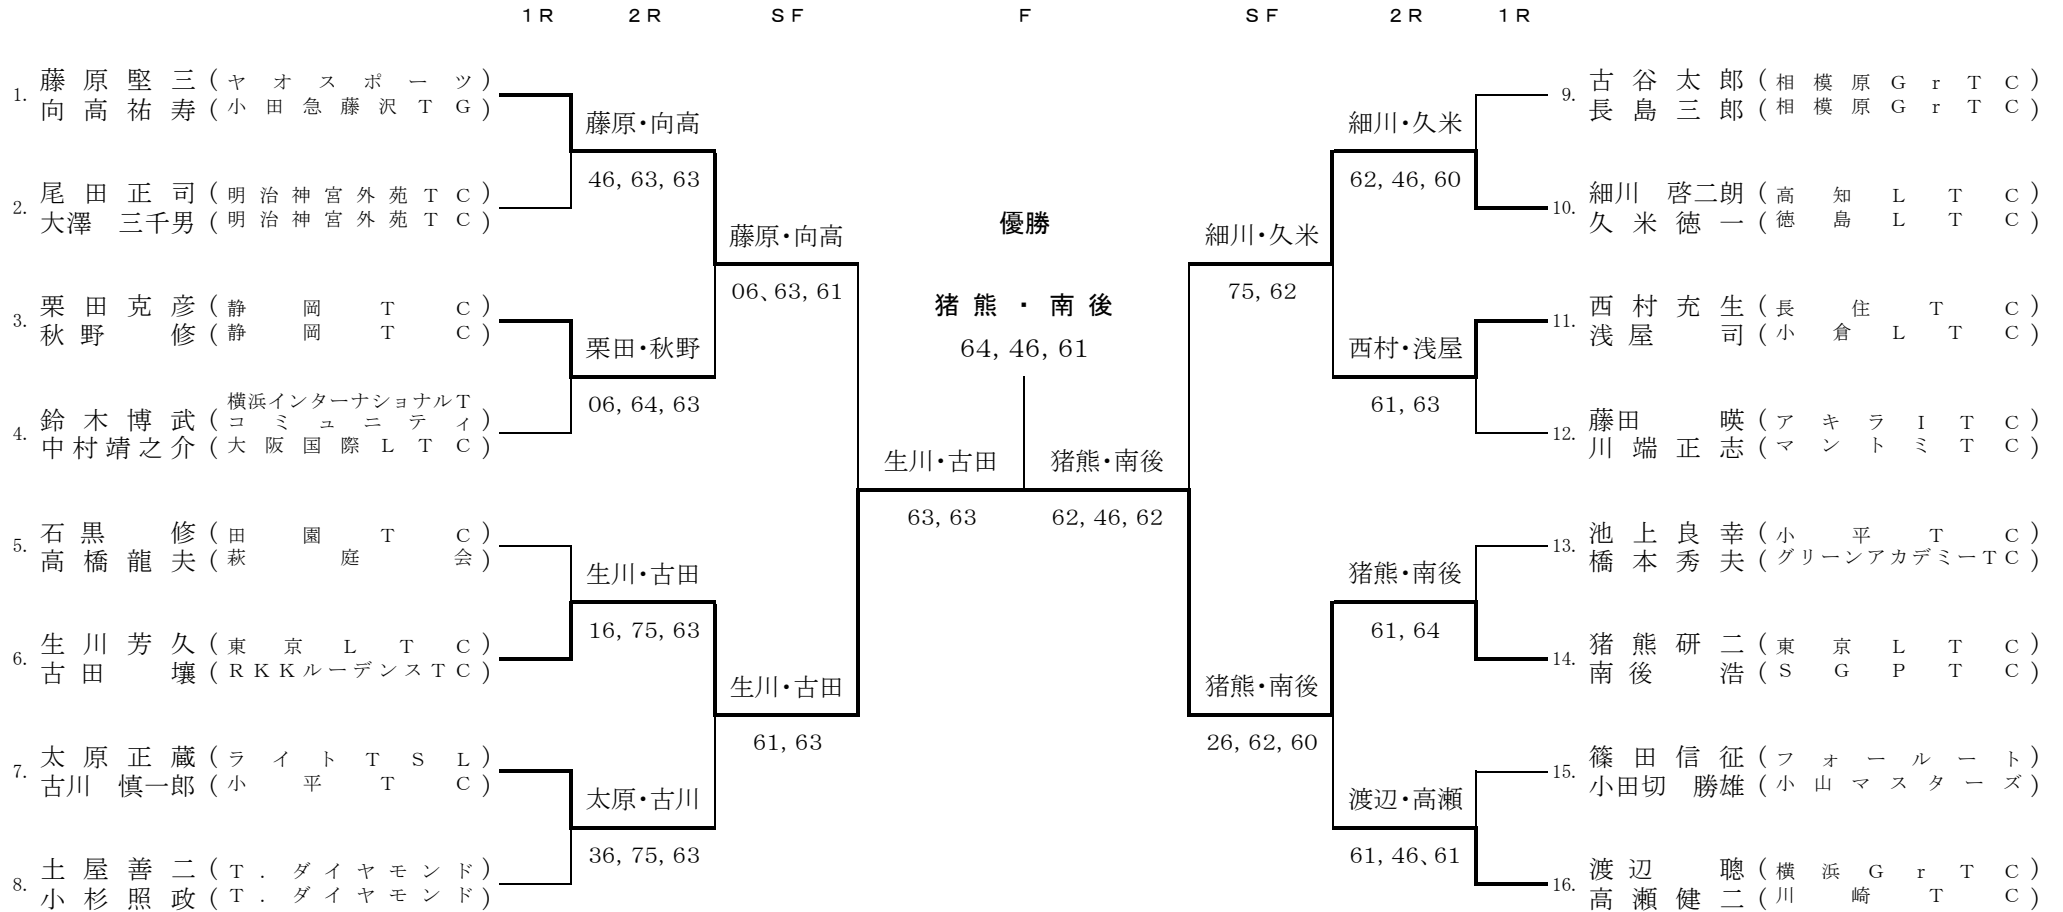 1R 2R SF F SF 2R 1R
1. 藤原堅三 (ヤオスポーツ)
向高祐寿 (小田急藤沢TG)
2. 尾田正司 (明治神宮外苑TC)
大澤 三千男 (明治神宮外苑TC)
3. 栗田克彦 (静岡TC)
秋野 修 (静岡TC)
4. 鈴木博武 (横浜インターナショナルT
コミュニティ)
中村靖之介 (大阪国際LTC)
5. 石黒 修 (田園TC)
高橋龍夫 (萩庭会)
6. 生川芳久 (東京LTC)
古田 壤 (RKKルーデンスTC)
7. 太原正蔵 (ライトTSL)
古川 慎一郎 (小平TC)
8. 土屋善二 (T.ダイヤモンド)
小杉照政 (T.ダイヤモンド)
藤原・向高
46, 63, 63
栗田・秋野
06, 64, 63
生川・古田
16, 75, 63
太原・古川
36, 75, 63
藤原・向高
06、63, 61
生川・古田
61, 63
生川・古田
63, 63
優勝
猪熊・南後
64, 46, 61
猪熊・南後
62, 46, 62
細川・久米
75, 62
猪熊・南後
26, 62, 60
細川・久米
62, 46, 60
西村・浅屋
61, 63
猪熊・南後
61, 64
渡辺・高瀬
61, 46、61
9. 古谷太郎 (相模原GrTC)
長島三郎 (相模原GrTC)
10. 細川 啓二朗 (高知LTC)
久米徳一 (徳島LTC)
11. 西村充生 (長住TC)
浅屋 司 (小倉LTC)
12. 藤田 暎 (アキラITC)
川端正志 (マントミTC)
13. 池上良幸 (小平TC)
橋本秀夫 (グリーンアカデミーTC)
14. 猪熊研二 (東京LTC)
南後 浩 (SGPTC)
15. 篠田信征 (フォールート)
小田切 勝雄 (小山マスターズ)
16. 渡辺 聰 (横浜GrTC)
高瀬健二 (川崎TC)